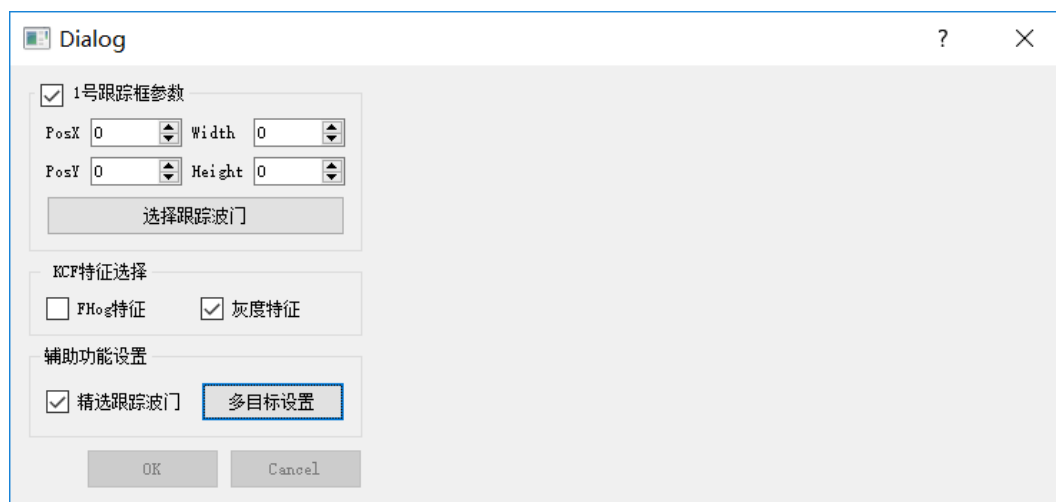 Dialog
?
1号跟踪框参数
PosX 0 Width 0
PosY 0 Height 0
选择跟踪波门
KCF特征选择
FHog特征 灰度特征
辅助功能设置
精选跟踪波门 多目标设置
OK Cancel